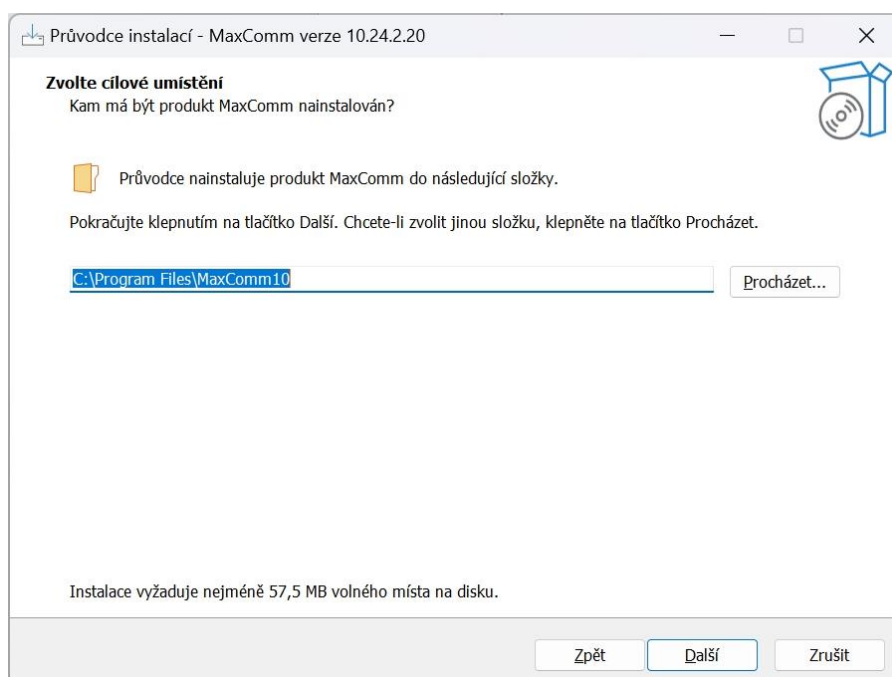 Průvodce instalací - MaxComm verze 10.24.2.20
Zvolte cílové umístění
Kam má být produkt MaxComm nainstalován?
Průvodce nainstaluje produkt MaxComm do následující složky.
Pokračujte klepnutím na tlačítko Další. Chcete-li zvolit jinou složku, klepněte na tlačítko Procházet.
C:\Program Files\MaxComm10
Procházet...
Instalace vyžaduje nejméně 57,5 MB volného místa na disku.
Zpět Další Zrušit